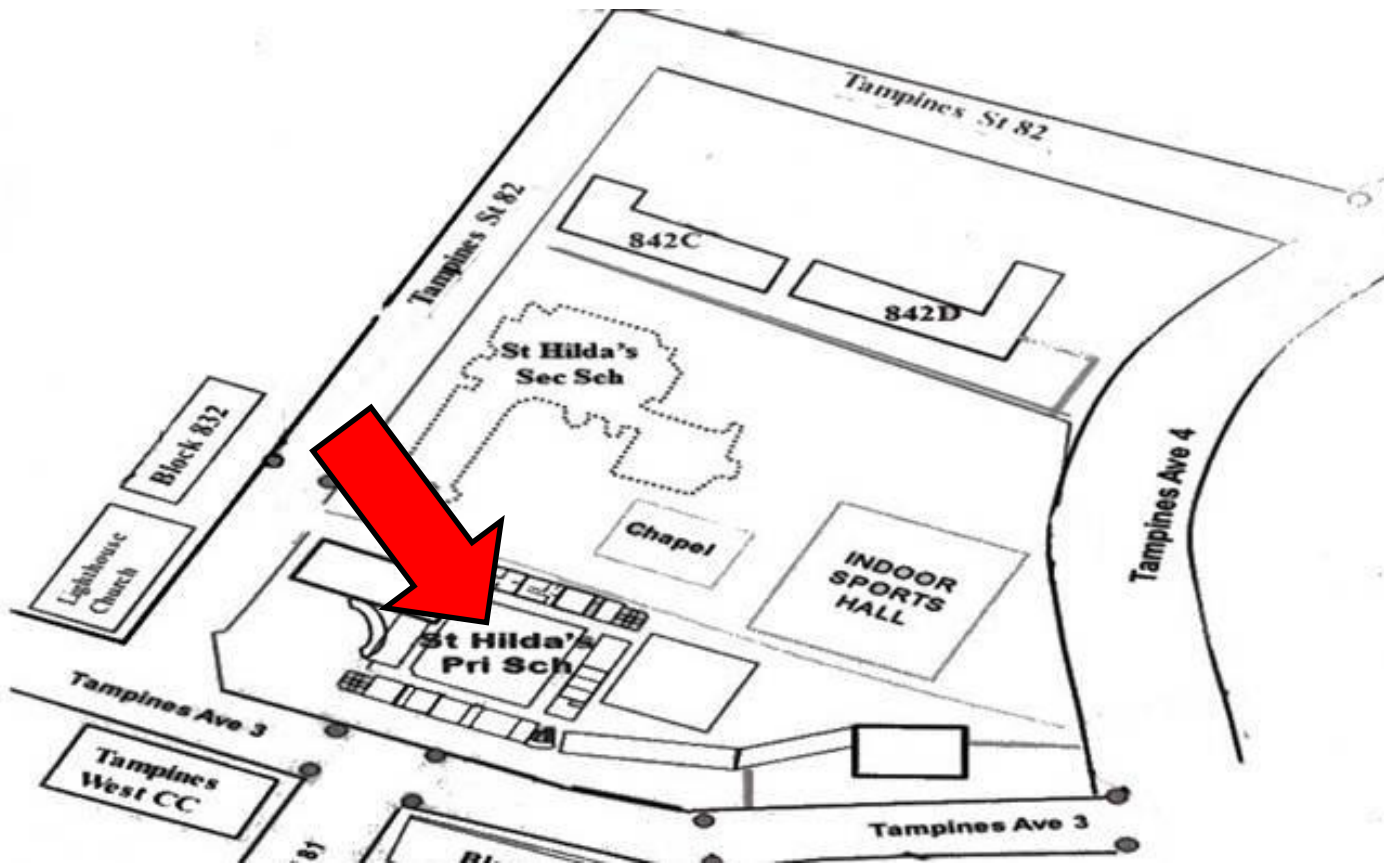 Tampines St 82
Tampines St 82
842C
842D
St Hilda's
Sec Sch
Block 832
Lighthouse
Church
Chapel
INDOOR
SPORTS
HALL
Tampines Ave 4
St Hilda's
Pri Sch
Tampines Ave 3
Tampines
West CC
Tampines Ave 3
81